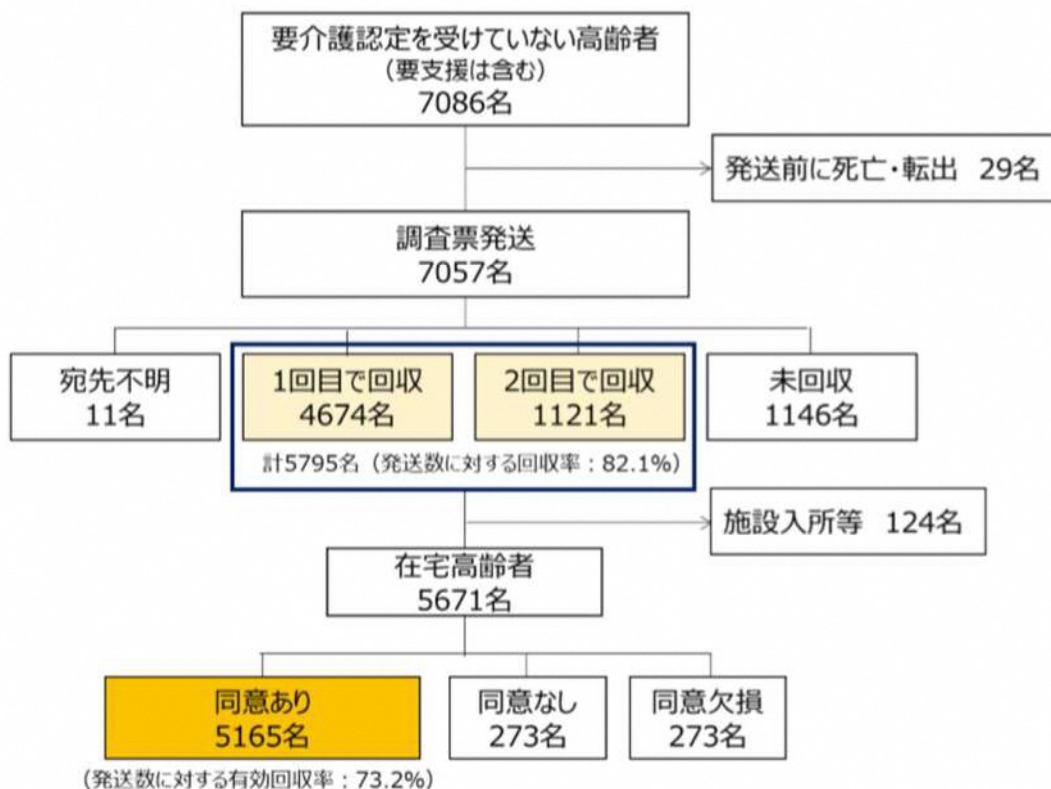 要介護認定を受けていない高齢者
（要支援は含む）
7086名
発送前に死亡・転出 29名
調査票発送
7057名
宛先不明
11名
1回目で回収
4674名
2回目で回収
1121名
未回収
1146名
計5795名（発送数に対する回収率：82.1%）
施設入所等 124名
在宅高齢者
5671名
同意あり
5165名
同意なし
273名
同意欠損
273名
（発送数に対する有効回収率：73.2%）